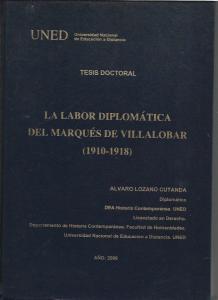 UNED
Universidad Nacional
de Educación a Distancia
TESIS DOCTORAL
LA LABOR DIPLOMÁTICA
DEL MARQUÉS DE VILLALOBAR
(1910-1918)
ALVARO LOZANO CUTANDA
Diplomático
DEA Historia Contemporánea. UNED
Licenciado en Derecho.
Departamento de Historia Contemporánea. Facultad de Humanidades.
Universidad Nacional de Educación a Distancia. UNED
AÑO: 2009